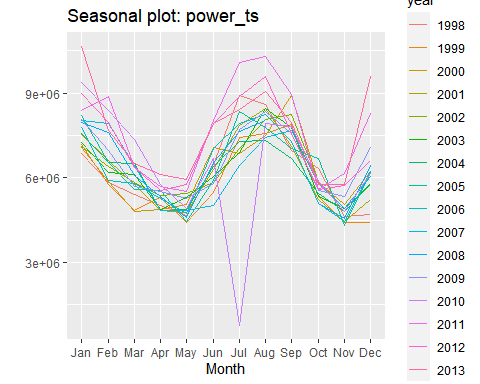 Seasonal plot: power_ts
year
9e+06
6e+06
3e+06
Jan Feb Mar Apr May Jun Jul Aug Sep Oct Nov Dec
Month
1998
1999
2000
2001
2002
2003
2004
2005
2006
2007
2008
2009
2010
2011
2012
2013